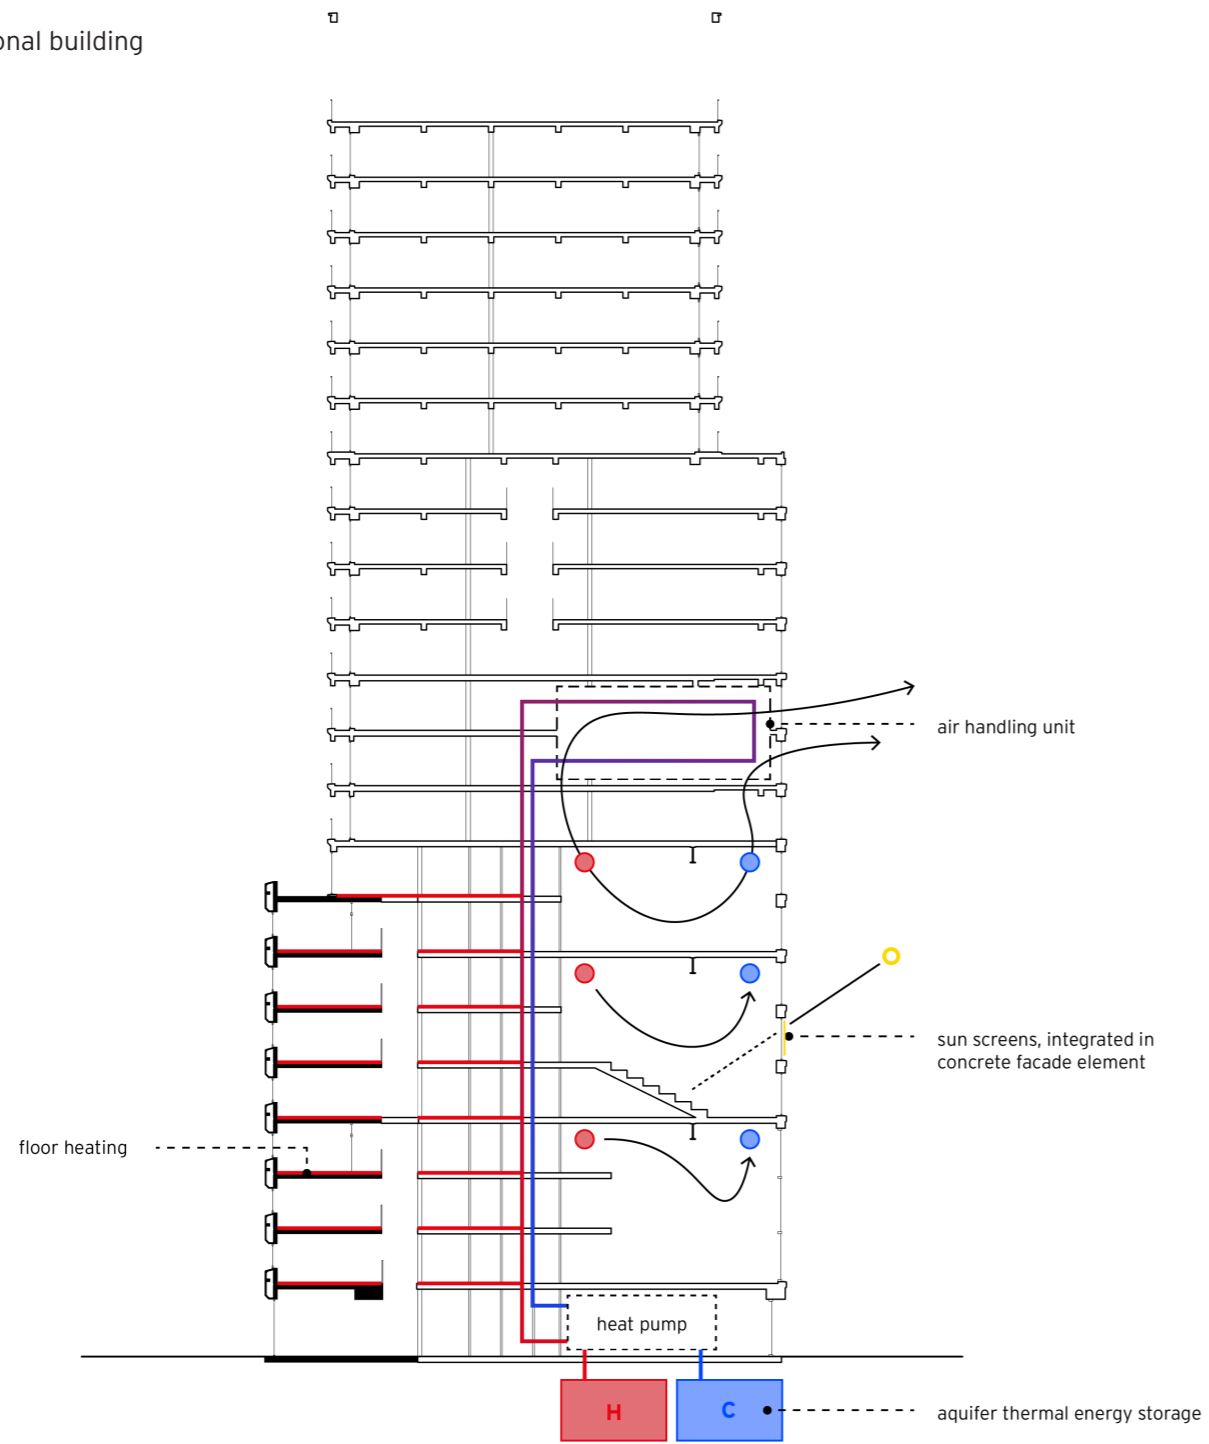 building
air handling unit
sun screens, integrated in
concrete facade element
floor heating
heat pump
H
C
aquifer thermal energy storage